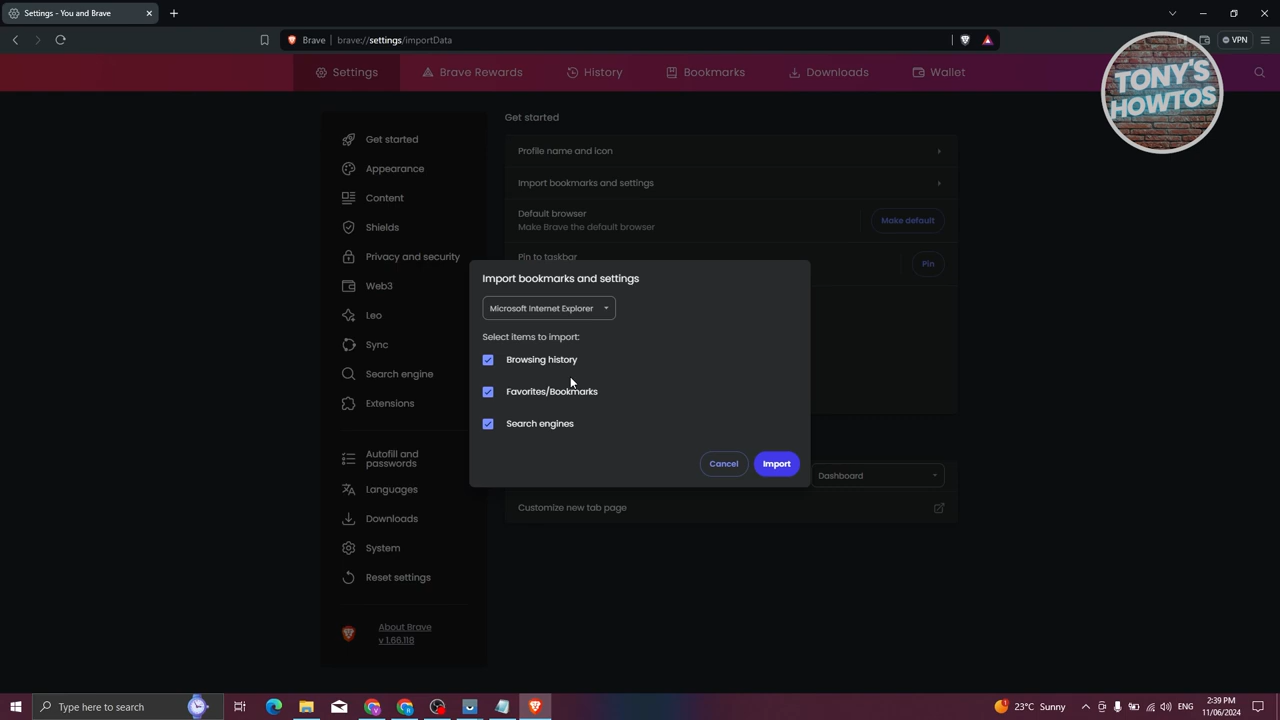 Settings - You and Brave
Brave
brave://settings/importData
VPN
Settings
Brave Rewards
History
Bookmarks
Downloads
Wallet
TONY'S
HOWTOS
Get started
Appearance
Content
Shields
Privacy and security
Web3
Leo
Sync
Search engine
Extensions
Autofill and
passwords
Languages
Downloads
System
Reset settings
About Brave
v 1.66.118
Get started
Profile name and icon
Import bookmarks and settings
Default browser
Make Brave the default browser
Make default
Pin to taskbar
Pin
Import bookmarks and settings
Microsoft Internet Explorer
Select items to import:
Browsing history
Favorites/Bookmarks
Search engines
Cancel
Import
Dashboard
Customize new tab page
Type here to search
23°C Sunny
2:39 PM
11/06/2024